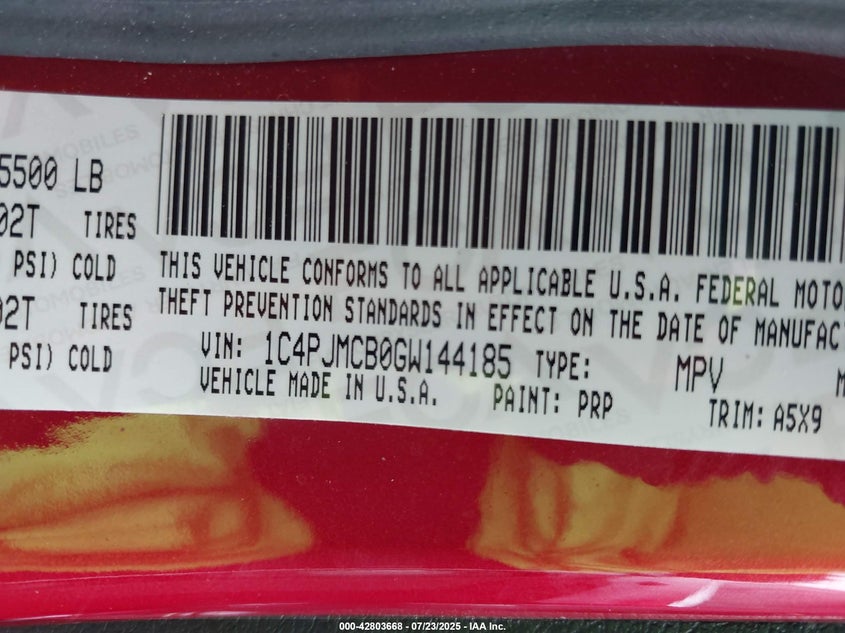 5500 LB
02T TIRES
PSI) COLD
02T TIRES
PSI) COLD
THIS VEHICLE CONFORMS TO ALL APPLICABLE U.S.A. FEDERAL MOTO
THEFT PREVENTION STANDARDS IN EFFECT ON THE DATE OF MANUFAC
VIN: 1C4PJMCB0GW144185 TYPE: MPV M
VEHICLE MADE IN U.S.A. PAINT: PRP TRIM: A5X9
000-42803668 - 07/23/2025 - IAA Inc.